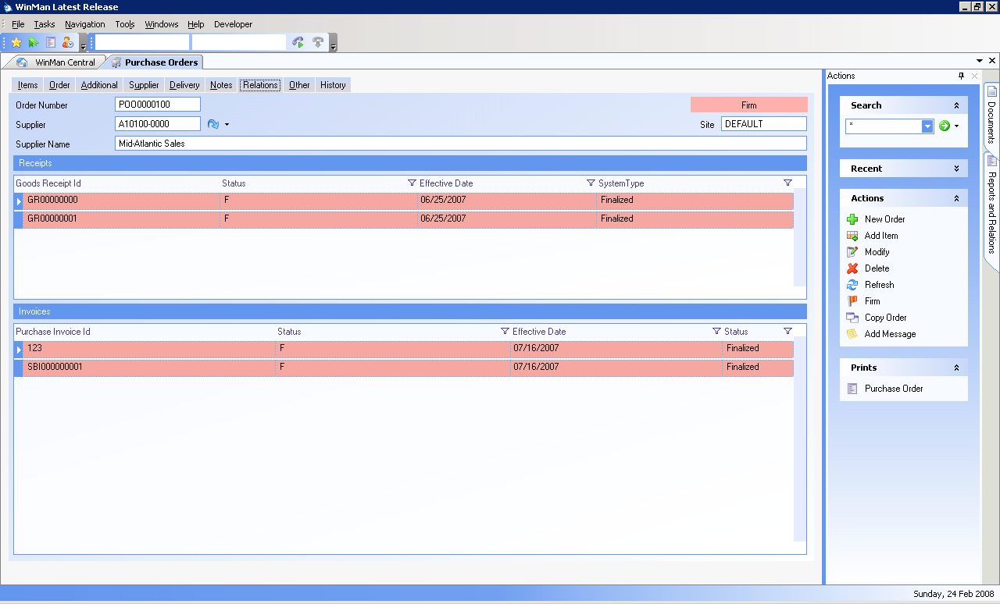 WinMan Latest Release
File Tasks Navigation Tools Windows Help Developer
WinMan Central Purchase Orders
Items Order Additional Supplier Delivery Notes Relations Other History
Order Number POO0000100 Firm
Supplier A10100-0000 Site DEFAULT
Supplier Name Mid-Atlantic Sales
Receipts
Goods Receipt Id Status Effective Date SystemType
GR00000000 F 06/25/2007 Finalized
GR00000001 F 06/25/2007 Finalized
Invoices
Purchase Invoice Id Status Effective Date Status
123 F 07/16/2007 Finalized
SBI000000001 F 07/16/2007 Finalized
Actions
Search
*
Recent
Actions
New Order
Add Item
Modify
Delete
Refresh
Firm
Copy Order
Add Message
Prints
Purchase Order
Documents
Reports and Relations
Sunday, 24 Feb 2008